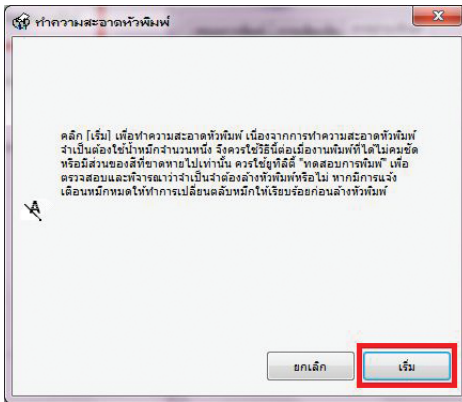 ทำความสะอาดหัวพิมพ์
คลิก [เริ่ม] เพื่อทำความสะอาดหัวพิมพ์ เนื่องจากการทำความสะอาดหัวพิมพ์
จำเป็นต้องใช้น้ำหมึกจำนวนหนึ่ง จึงควรใช้วิธีนี้ต่อเมื่องานพิมพ์ที่ได้ไม่คมชัด
หรือมีส่วนของสีที่ขาดหายไปเท่านั้น ควรใช้ยูทิลิตี้ "ทดสอบการพิมพ์" เพื่อ
ตรวจสอบและพิจารณาว่าจำเป็นจำต้องล้างหัวพิมพ์หรือไม่ หากมีการแจ้ง
เตือนหมึกหมดให้ทำการเปลี่ยนตลับหมึกให้เรียบร้อยก่อนล้างหัวพิมพ์
A
ยกเลิก
เริ่ม